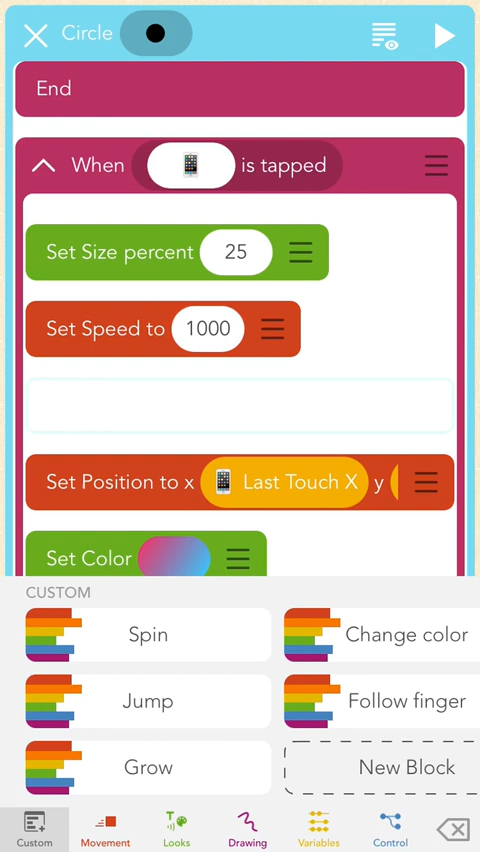 Circle
End
When is tapped
Set Size percent 25
Set Speed to 1000
Set Position to x Last Touch X y
Set Color
CUSTOM
Spin Change color
Jump Follow finger
Grow New Block
Custom Movement Looks Drawing Variables Control